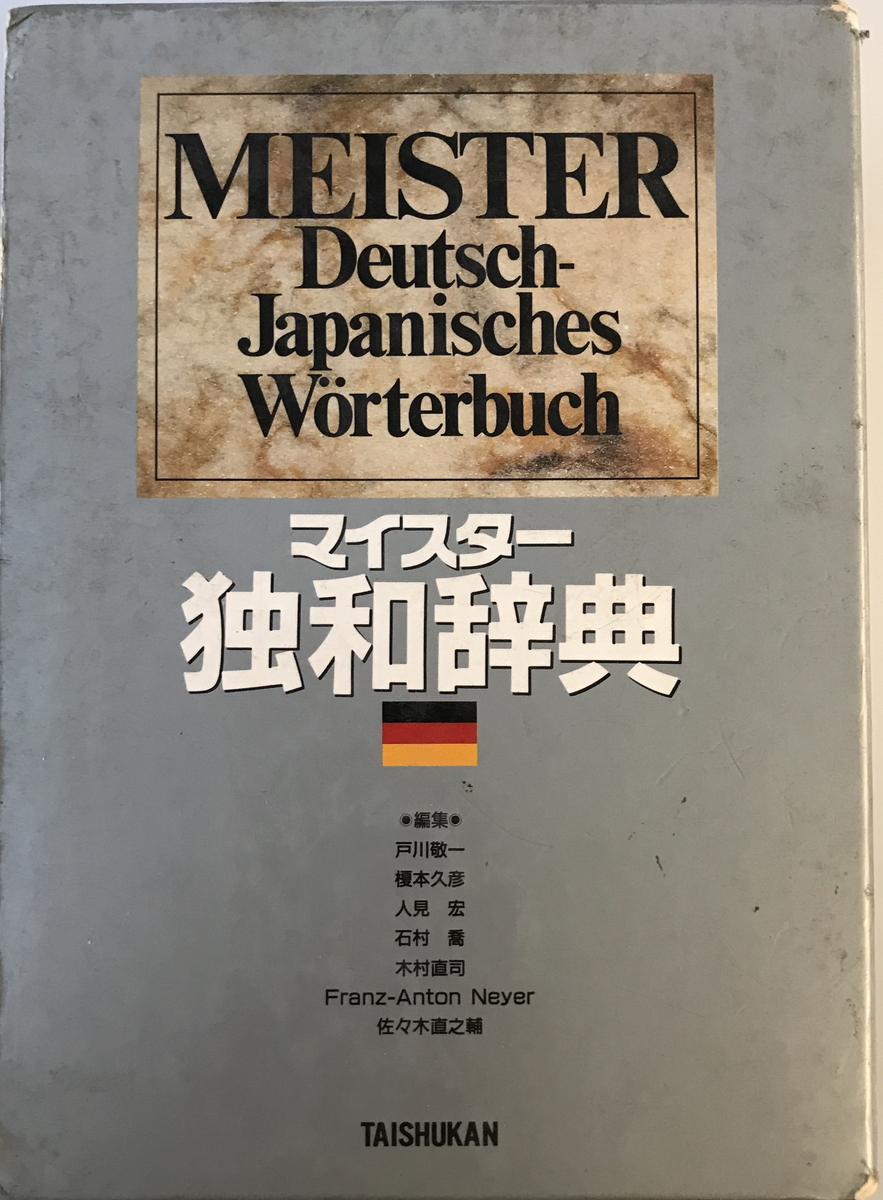 MEISTER
Deutsch-
Japanisches
Wörterbuch
マイスター
独和辞典
◉編集◉
戸川敬一
榎本久彦
人見　宏
石村　喬
木村直司
Franz-Anton Neyer
佐々木直之輔
TAISHUKAN